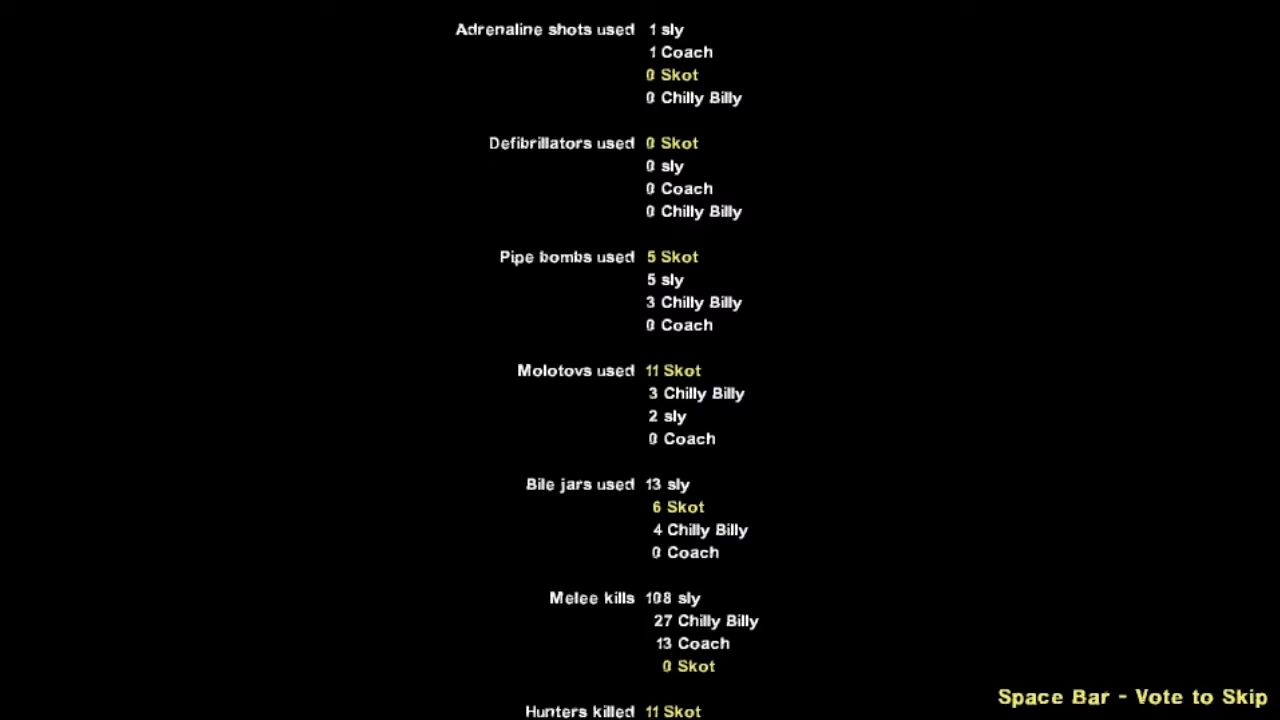 Adrenaline shots used 1 sly
1 Coach
0 Skot
0 Chilly Billy
Defibrillators used 0 Skot
0 sly
0 Coach
0 Chilly Billy
Pipe bombs used 5 Skot
5 sly
3 Chilly Billy
0 Coach
Molotovs used 11 Skot
3 Chilly Billy
2 sly
0 Coach
Bile jars used 13 sly
6 Skot
4 Chilly Billy
0 Coach
Melee kills 108 sly
27 Chilly Billy
13 Coach
0 Skot
Space Bar - Vote to Skip
Hunters killed 11 Skot